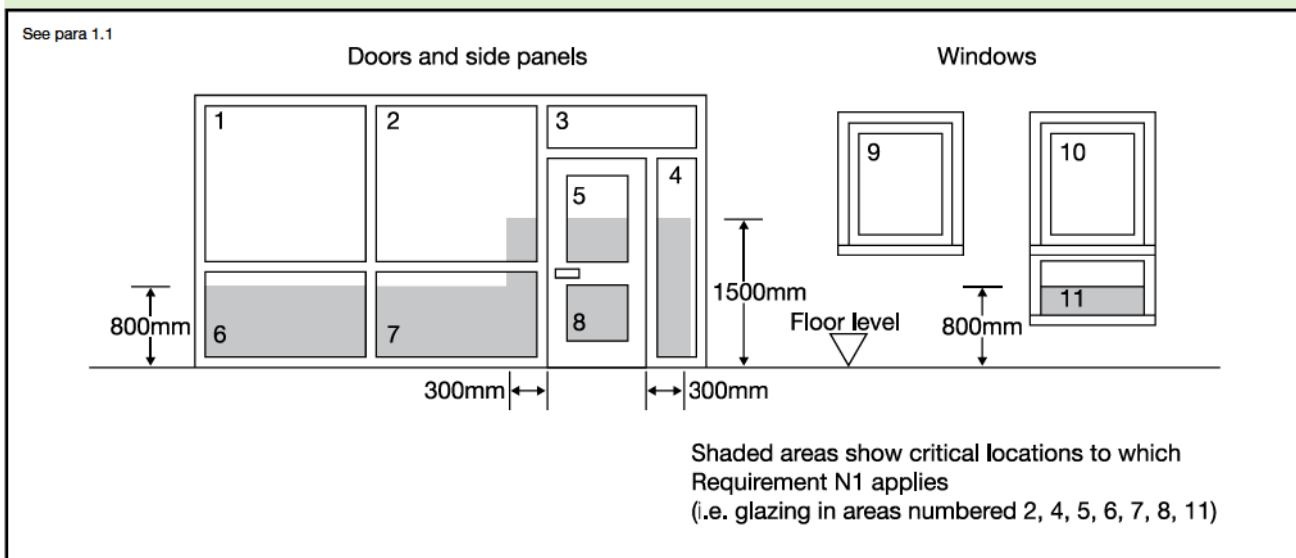 See para 1.1
Doors and side panels
Windows
1
2
3
4
5
9
10
1500mm
800mm
6
7
8
Floor level
800mm
11
300mm
300mm
Shaded areas show critical locations to which
Requirement N1 applies
(i.e. glazing in areas numbered 2, 4, 5, 6, 7, 8, 11)